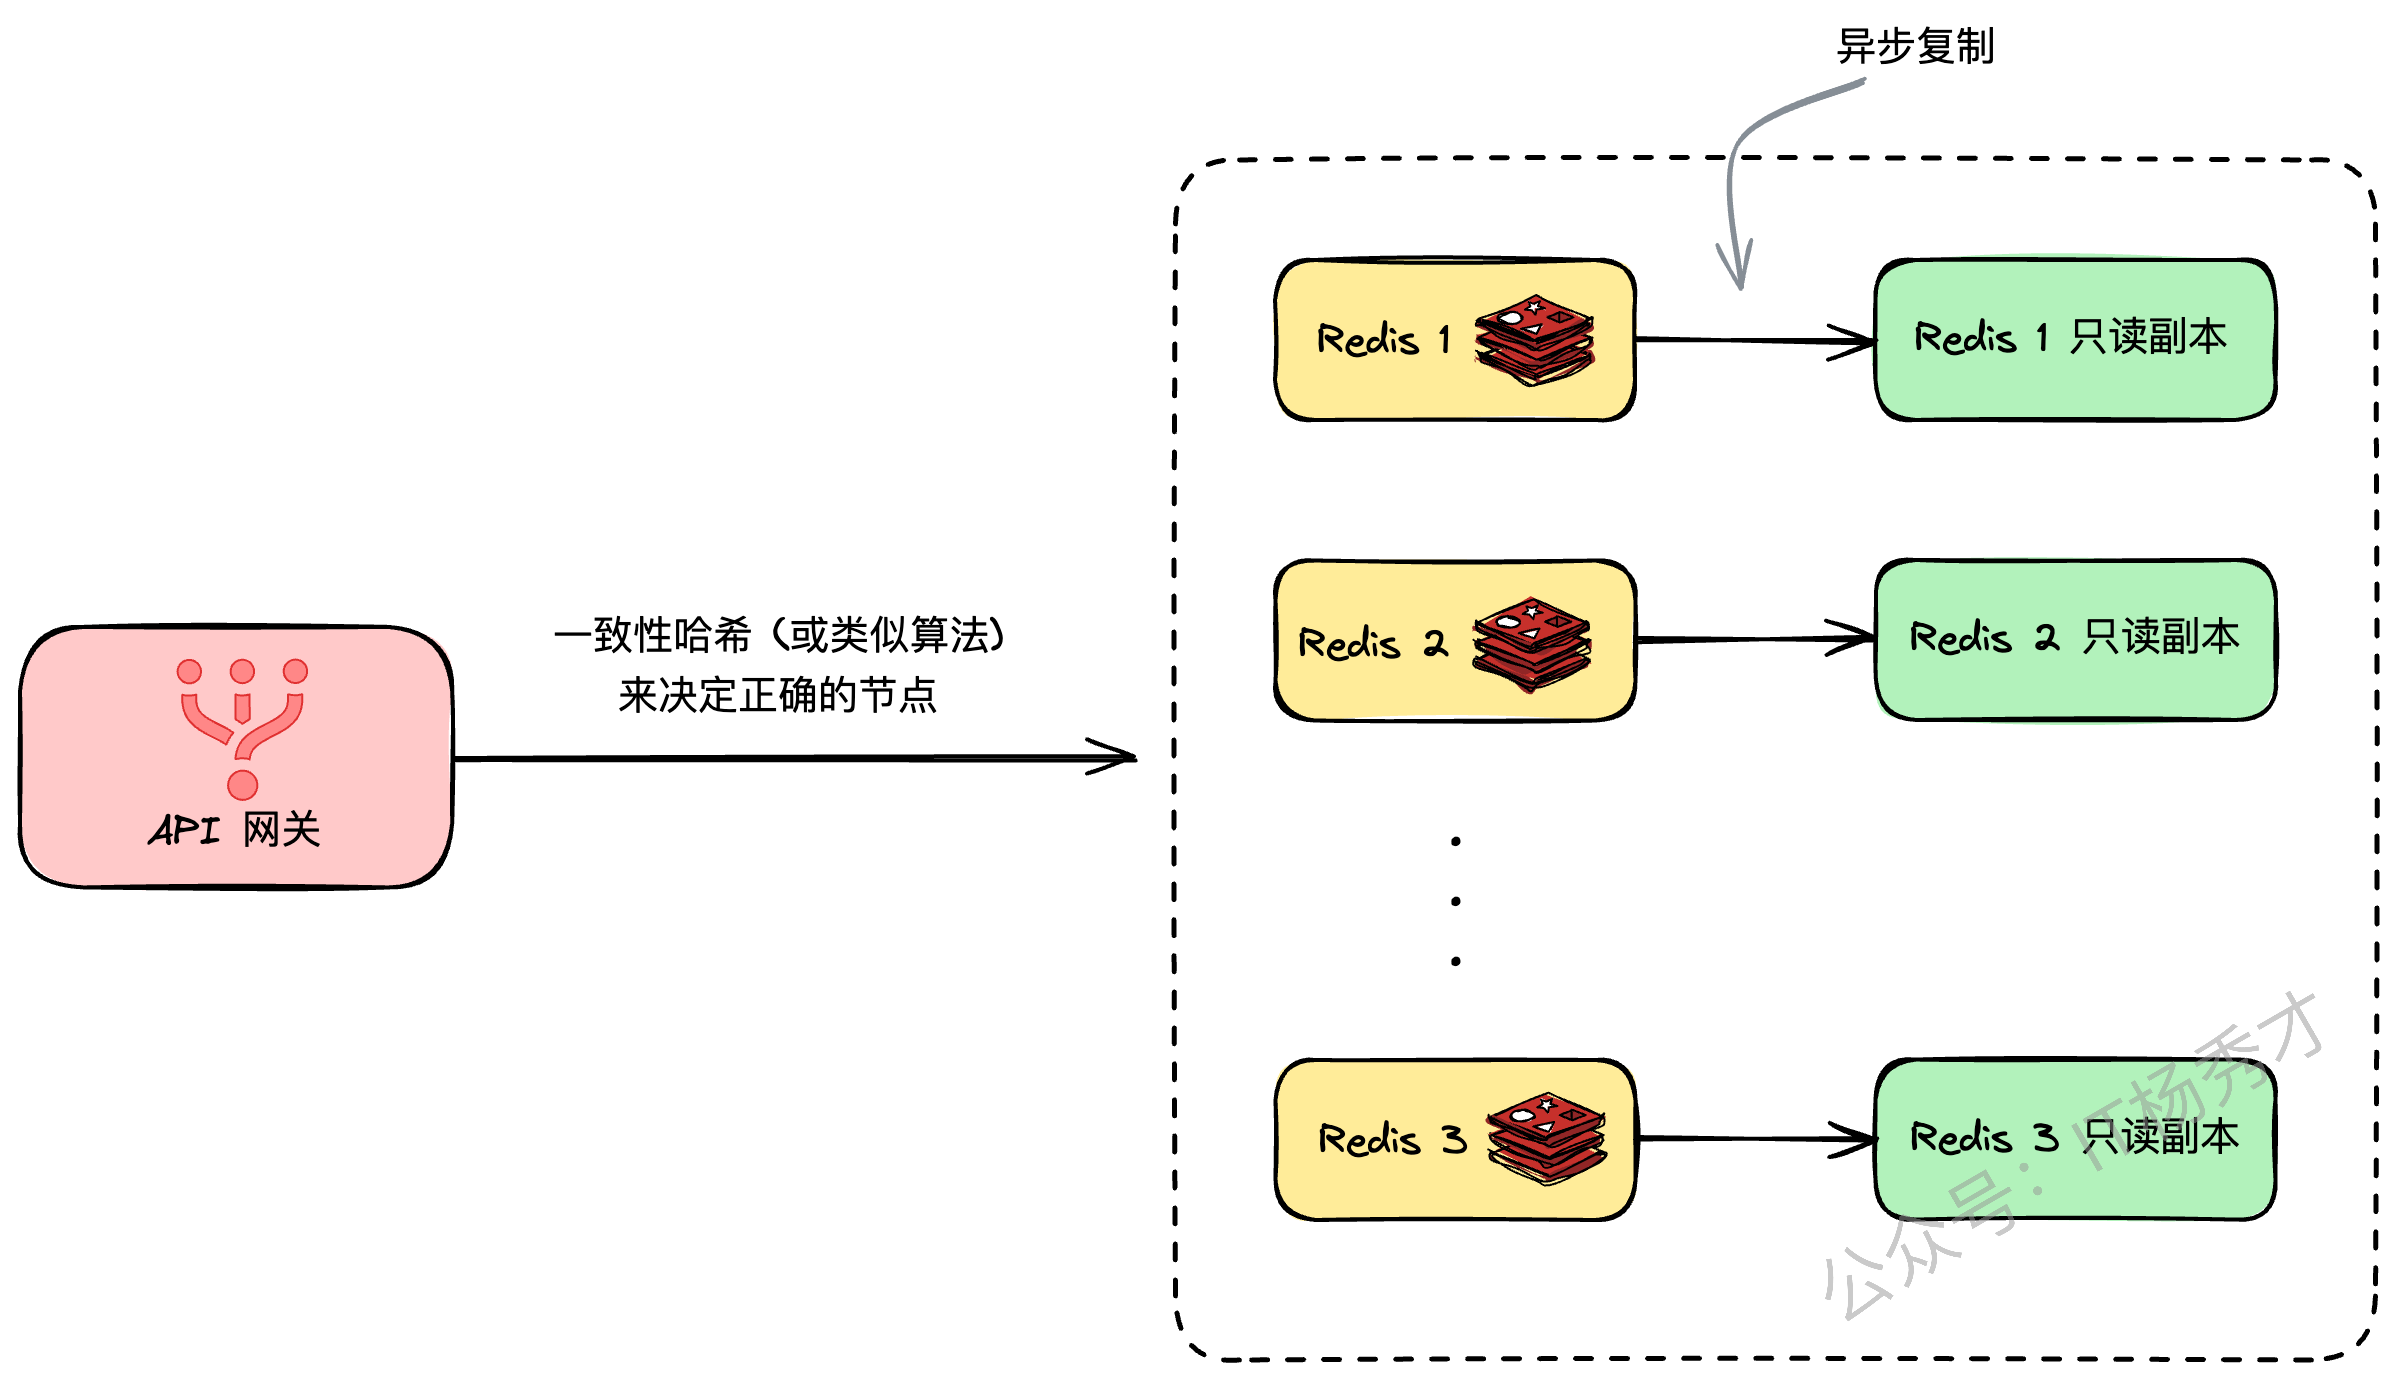 异步复制
Redis 1
Redis 1 只读副本
一致性哈希（或类似算法）
来决定正确的节点
Redis 2
Redis 2 只读副本
API 网关
Redis 3
Redis 3 只读副本
公众号：IT杨秀才